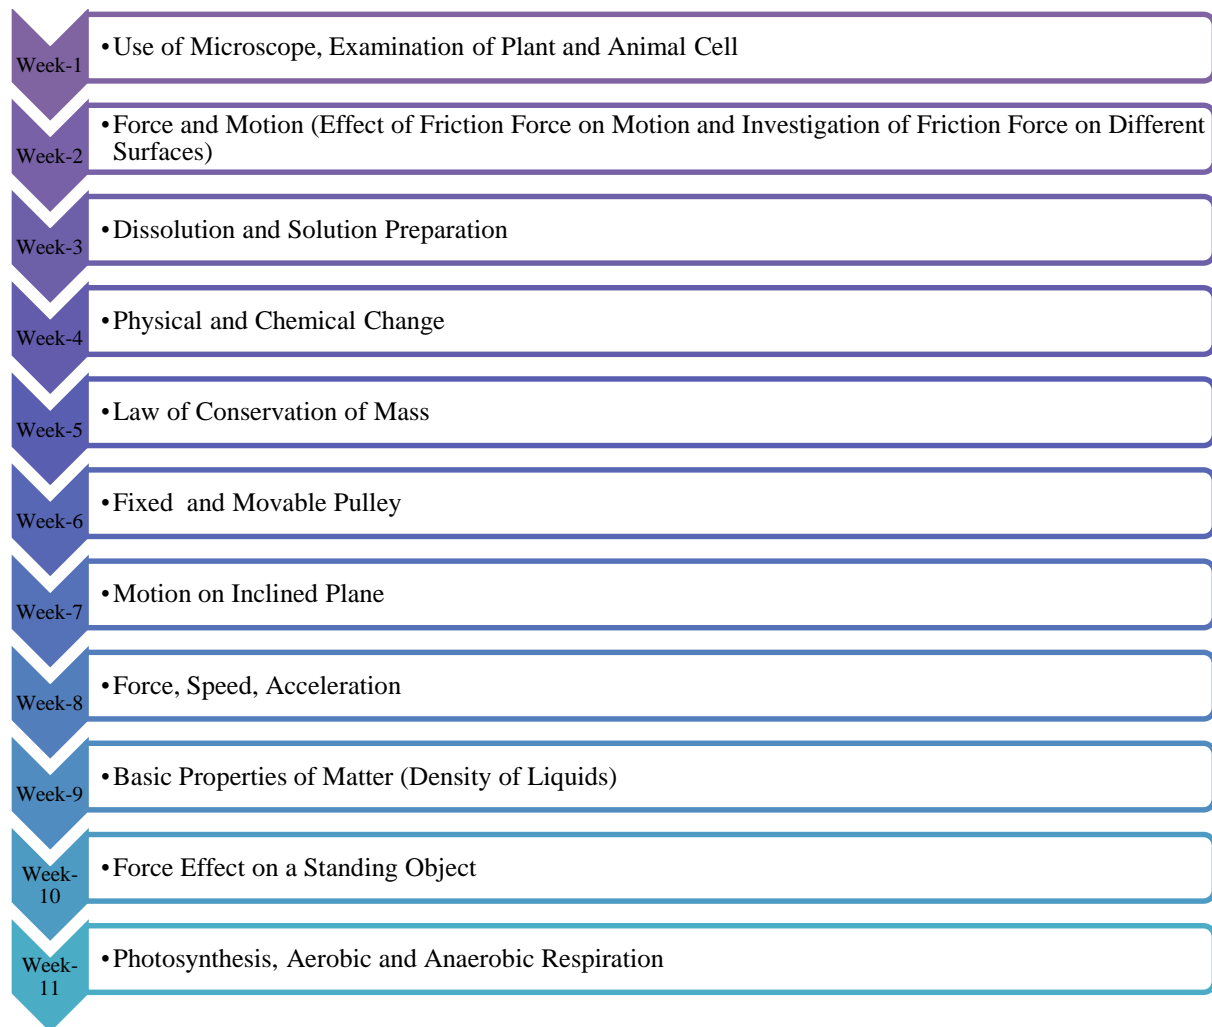 Week-1
•Use of Microscope, Examination of Plant and Animal Cell
Week-2
•Force and Motion (Effect of Friction Force on Motion and Investigation of Friction Force on Different
Surfaces)
Week-3
•Dissolution and Solution Preparation
Week-4
•Physical and Chemical Change
Week-5
•Law of Conservation of Mass
Week-6
•Fixed  and Movable Pulley
Week-7
•Motion on Inclined Plane
Week-8
•Force, Speed, Acceleration
Week-9
•Basic Properties of Matter (Density of Liquids)
Week-
10
•Force Effect on a Standing Object
Week-
11
•Photosynthesis, Aerobic and Anaerobic Respiration